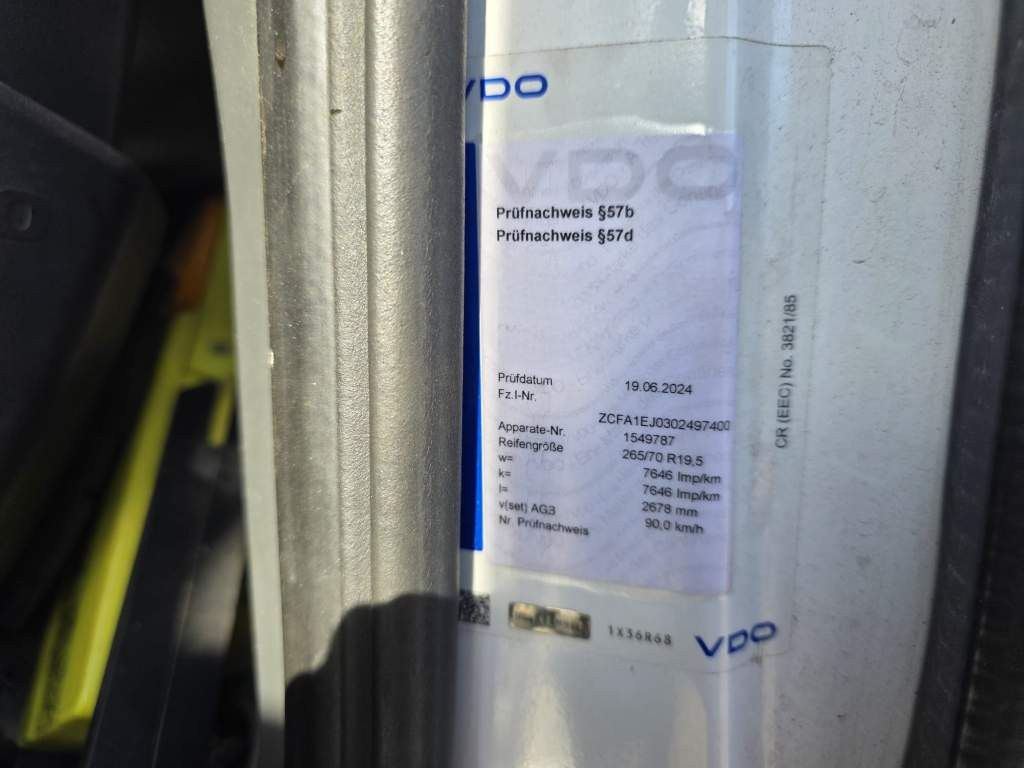 VDO
VDO
Prüfnachweis §57b
Prüfnachweis §57d
Prüfdatum 19.06.2024
Fz.I-Nr.
ZCFA1EJ0302497400
Apparate-Nr. 1549787
Reifengröße 265/70 R19,5
w= 7646 Imp/km
k= 7646 Imp/km
l= 2678 mm
v(set) AG3 90,0 km/h
Nr. Prüfnachweis
1X36R68
VDO
CR (EEC) No. 3821/85